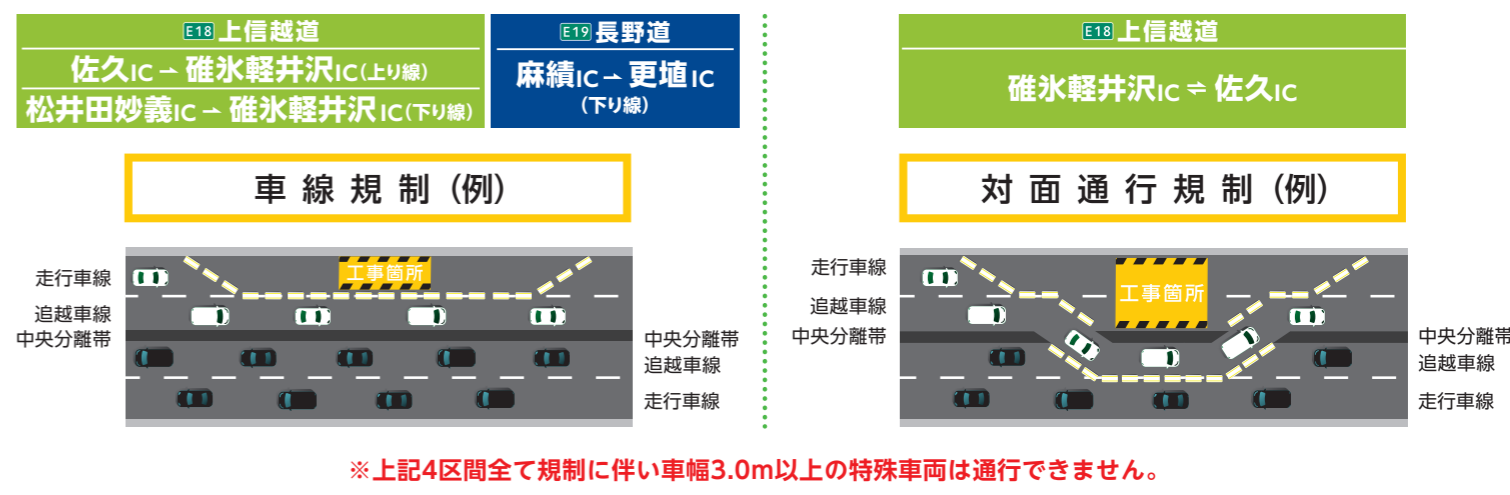 E18 上信越道
佐久IC⇀碓氷軽井沢IC(上り線)
松井田妙義IC⇀碓氷軽井沢IC(下り線)
E19 長野道
麻績IC⇀更埴IC
(下り線)
車線規制(例)
走行車線
追越車線
中央分離帯
工事箇所
中央分離帯
追越車線
走行車線
E18 上信越道
碓氷軽井沢IC⇌佐久IC
対面通行規制(例)
走行車線
追越車線
中央分離帯
工事箇所
中央分離帯
追越車線
走行車線
※上記4区間全て規制に伴い車幅3.0m以上の特殊車両は通行できません。